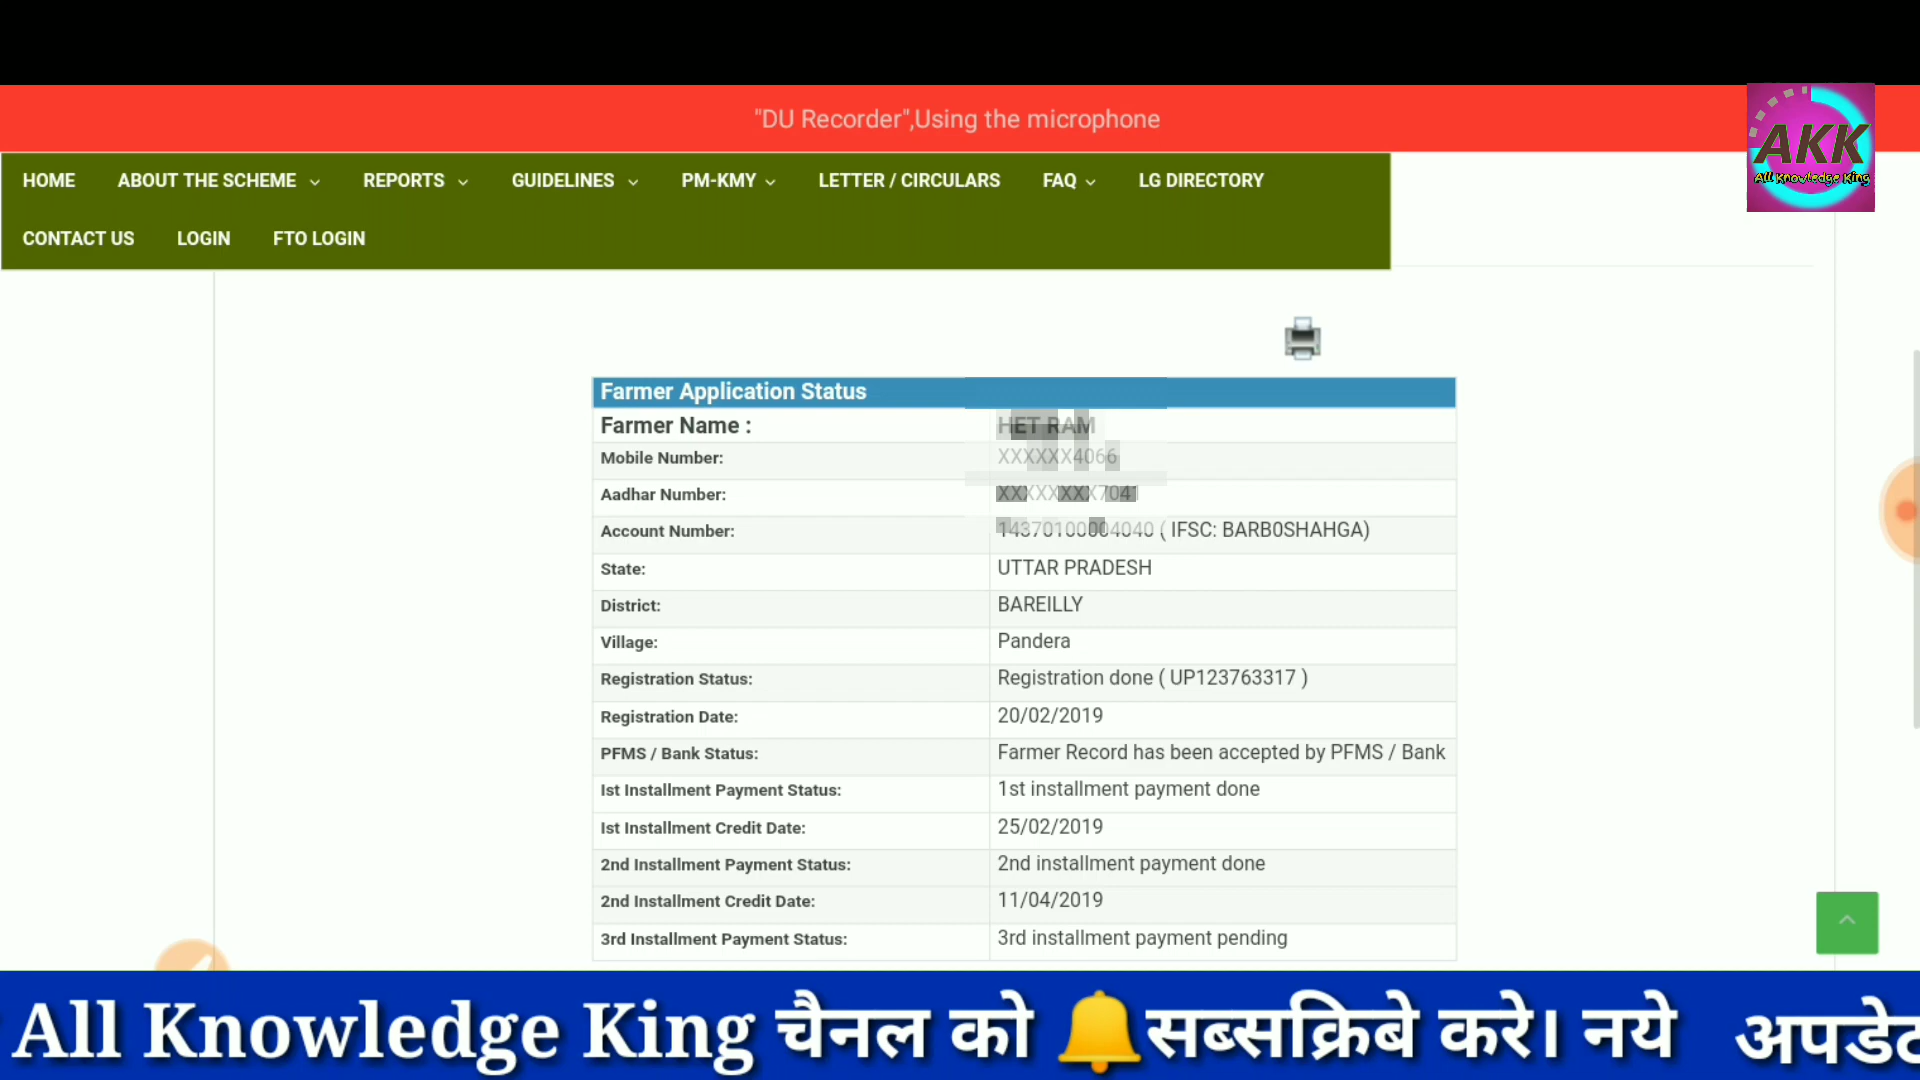 "DU Recorder",Using the microphone
AKK
All Knowledge King
HOME ABOUT THE SCHEME REPORTS GUIDELINES PM-KMY LETTER / CIRCULARS FAQ LG DIRECTORY
CONTACT US LOGIN FTO LOGIN
Farmer Application Status
Farmer Name :
Mobile Number:
Aadhar Number:
Account Number: ( IFSC: BARB0SHAHGA)
State: UTTAR PRADESH
District: BAREILLY
Village: Pandera
Registration Status: Registration done ( UP123763317 )
Registration Date: 20/02/2019
PFMS / Bank Status: Farmer Record has been accepted by PFMS / Bank
Ist Installment Payment Status: 1st installment payment done
Ist Installment Credit Date: 25/02/2019
2nd Installment Payment Status: 2nd installment payment done
2nd Installment Credit Date: 11/04/2019
3rd Installment Payment Status: 3rd installment payment pending
All Knowledge King चैनल को सब्सक्रिबे करे। नये अपडेट